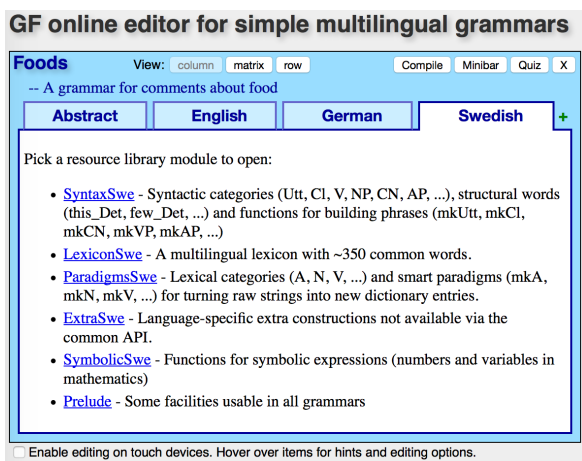 GF online editor for simple multilingual grammars
Foods View: column matrix row Compile Minibar Quiz X
-- A grammar for comments about food
Abstract English German Swedish +
Pick a resource library module to open:
• SyntaxSwe - Syntactic categories (Utt, Cl, V, NP, CN, AP, ...), structural words
(this_Det, few_Det, ...) and functions for building phrases (mkUtt, mkCl,
mkCN, mkVP, mkAP, ...)
• LexiconSwe - A multilingual lexicon with ~350 common words.
• ParadigmsSwe - Lexical categories (A, N, V, ...) and smart paradigms (mkA,
mkN, mkV, ...) for turning raw strings into new dictionary entries.
• ExtraSwe - Language-specific extra constructions not available via the
common API.
• SymbolicSwe - Functions for symbolic expressions (numbers and variables in
mathematics)
• Prelude - Some facilities usable in all grammars
Enable editing on touch devices. Hover over items for hints and editing options.